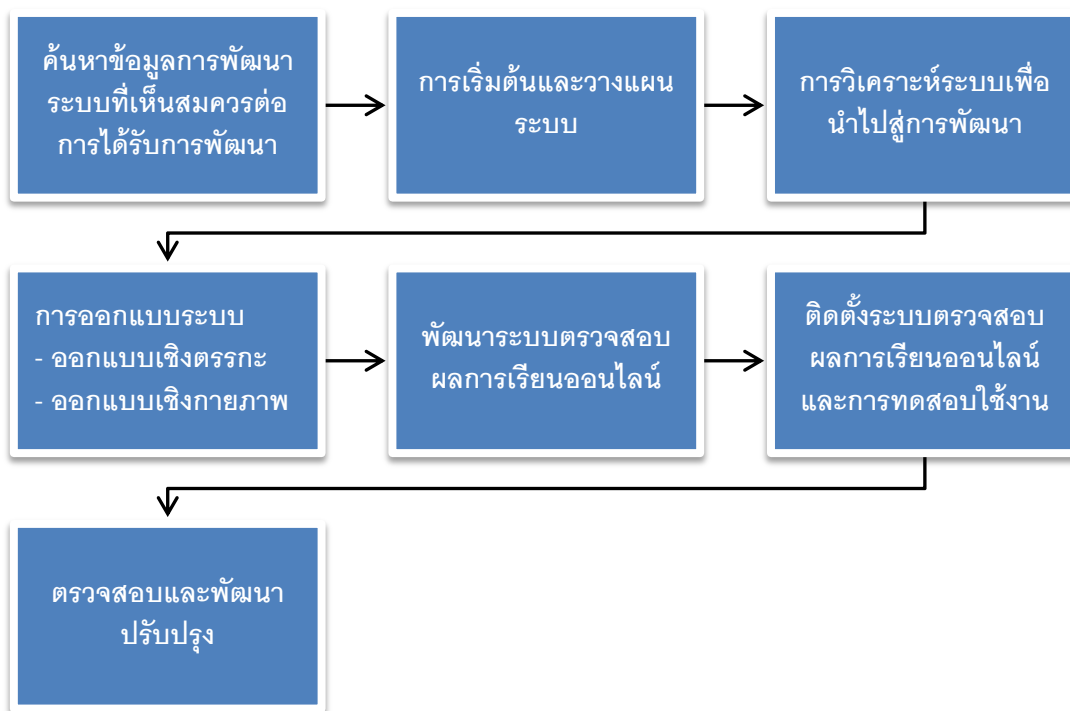 ค้นหาข้อมูลการพัฒนา
ระบบที่เห็นสมควรต่อ
การได้รับการพัฒนา
การเริ่มต้นและวางแผน
ระบบ
การวิเคราะห์ระบบเพื่อ
นำไปสู่การพัฒนา
การออกแบบระบบ
- ออกแบบเชิงตรรกะ
- ออกแบบเชิงกายภาพ
พัฒนาระบบตรวจสอบ
ผลการเรียนออนไลน์
ติดตั้งระบบตรวจสอบ
ผลการเรียนออนไลน์
และการทดสอบใช้งาน
ตรวจสอบและพัฒนา
ปรับปรุง